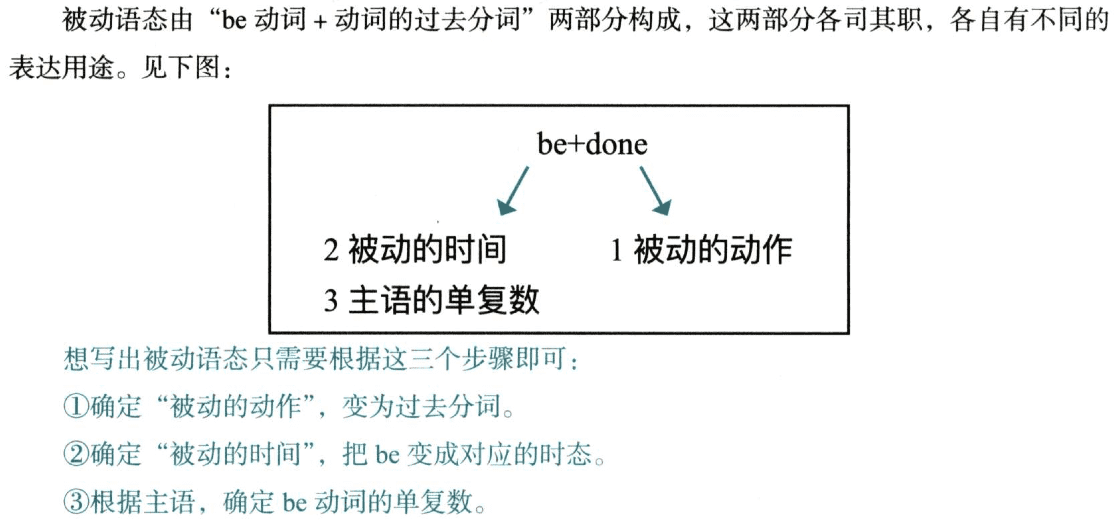 被动语态由“be 动词 + 动词的过去分词”两部分构成，这两部分各司其职，各自有不同的
表达用途。见下图：
be+done
2 被动的时间 1 被动的动作
3 主语的单复数
想写出被动语态只需要根据这三个步骤即可：
①确定“被动的动作”，变为过去分词。
②确定“被动的时间”，把 be 变成对应的时态。
③根据主语，确定 be 动词的单复数。